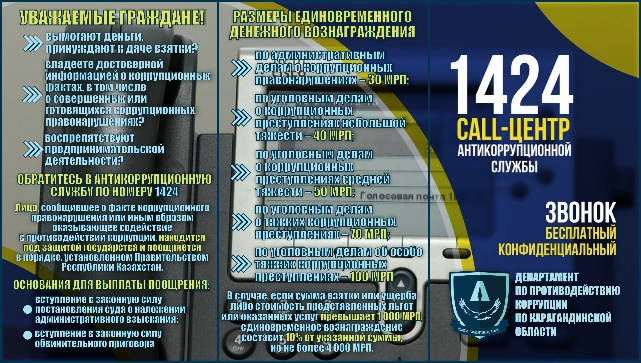 УВАЖАЕМЫЕ ГРАЖДАНЕ!
ВЫМОГАЮТ ДЕНЬГИ,
ПРИНУЖДАЮТ К ДАЧЕ ВЗЯТКИ?
ВЛАДЕЕТЕ ДОСТОВЕРНОЙ
ИНФОРМАЦИЕЙ О КОРРУПЦИОННЫХ
ФАКТАХ, В ТОМ ЧИСЛЕ
О СОВЕРШЕННЫХ ИЛИ
ГОТОВЯЩИХСЯ КОРРУПЦИОННЫХ
ПРАВОНАРУШЕНИЯХ?
ВОСПРЕПЯТСТВУЮТ
ПРЕДПРИНИМАТЕЛЬСКОЙ
ДЕЯТЕЛЬНОСТИ?
ОБРАТИТЕСЬ В АНТИКОРРУПЦИОННУЮ
СЛУЖБУ ПО НОМЕРУ 1424
Лицо, сообщившее о факте коррупционного
правонарушения или иным образом
оказывающее содействие
в противодействии коррупции, находится
под защитой государства и поощряется
в порядке, установленном Правительством
Республики Казахстан.
ОСНОВАНИЯ ДЛЯ ВЫПЛАТЫ ПООЩРЕНИЯ:
вступление в законную силу
постановления суда о наложении
административного взыскания;
вступление в законную силу
обвинительного приговора
РАЗМЕРЫ ЕДИНОВРЕМЕННОГО
ДЕНЕЖНОГО ВОЗНАГРАЖДЕНИЯ
по административным
делам о коррупционных
правонарушениях – 30 МРП;
по уголовным делам
о коррупционных
преступлениях небольшой
тяжести – 40 МРП;
по уголовным делам
о коррупционных
преступлениях средней
тяжести – 50 МРП;
по уголовным делам
о тяжких коррупционных
преступлениях – 70 МРП;
по уголовным делам об особо
тяжких коррупционных
преступлениях – 100 МРП
В случае, если сумма взятки или ущерба
либо стоимость представленных льгот
или оказанных услуг превышает 1 000 МРП,
единовременное вознаграждение
составит 10% от указанной суммы,
но не более 4 000 МРП.
Голосовая почта
1424
CALL-ЦЕНТР
АНТИКОРРУПЦИОННОЙ
СЛУЖБЫ
ЗВОНОК
БЕСПЛАТНЫЙ
КОНФИДЕНЦИАЛЬНЫЙ
ДЕПАРТАМЕНТ
ПО ПРОТИВОДЕЙСТВИЮ
КОРРУПЦИИ
ПО КАРАГАНДИНСКОЙ
ОБЛАСТИ